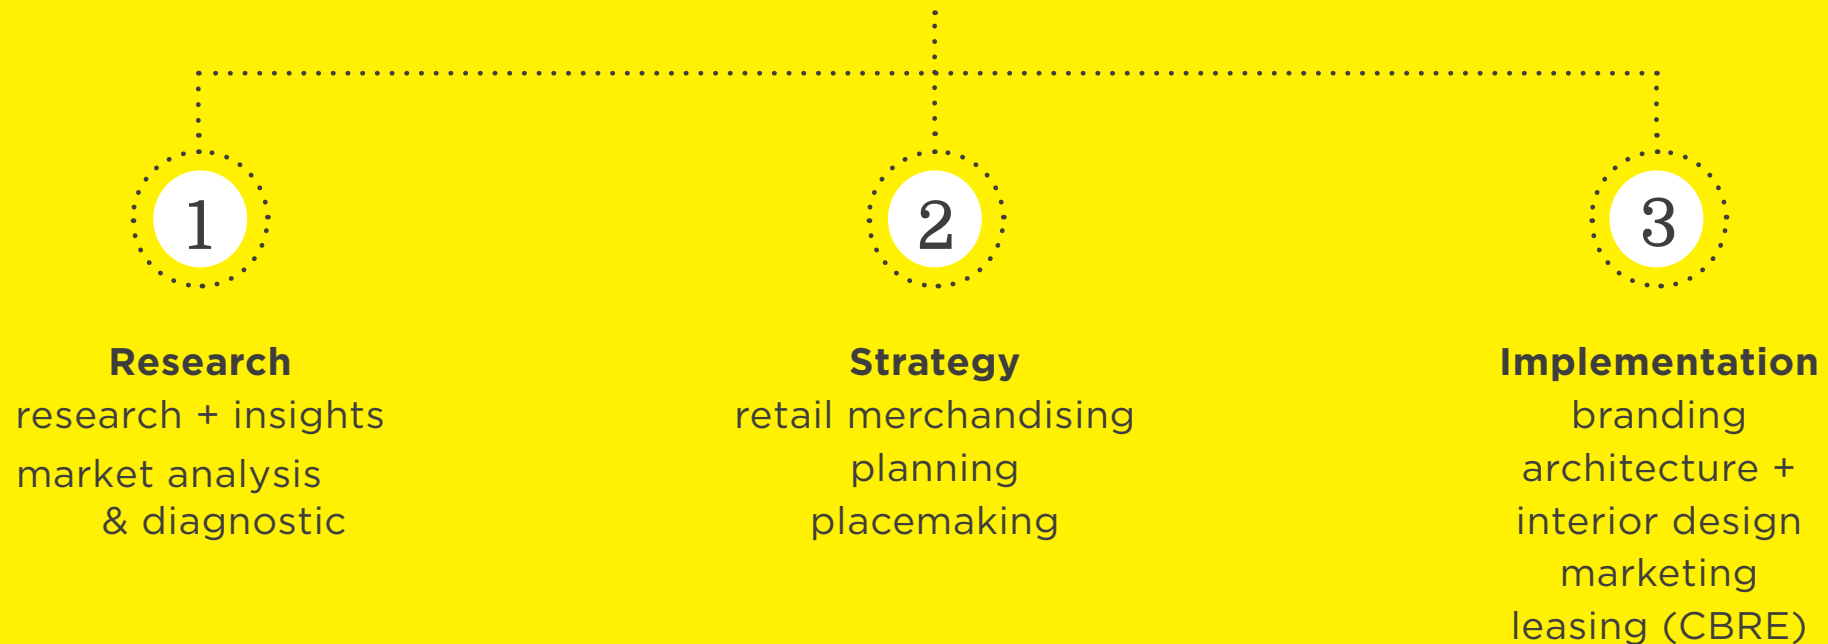 1
Research
research + insights
market analysis
& diagnostic
2
Strategy
retail merchandising
planning
placemaking
3
Implementation
branding
architecture +
interior design
marketing
leasing (CBRE)